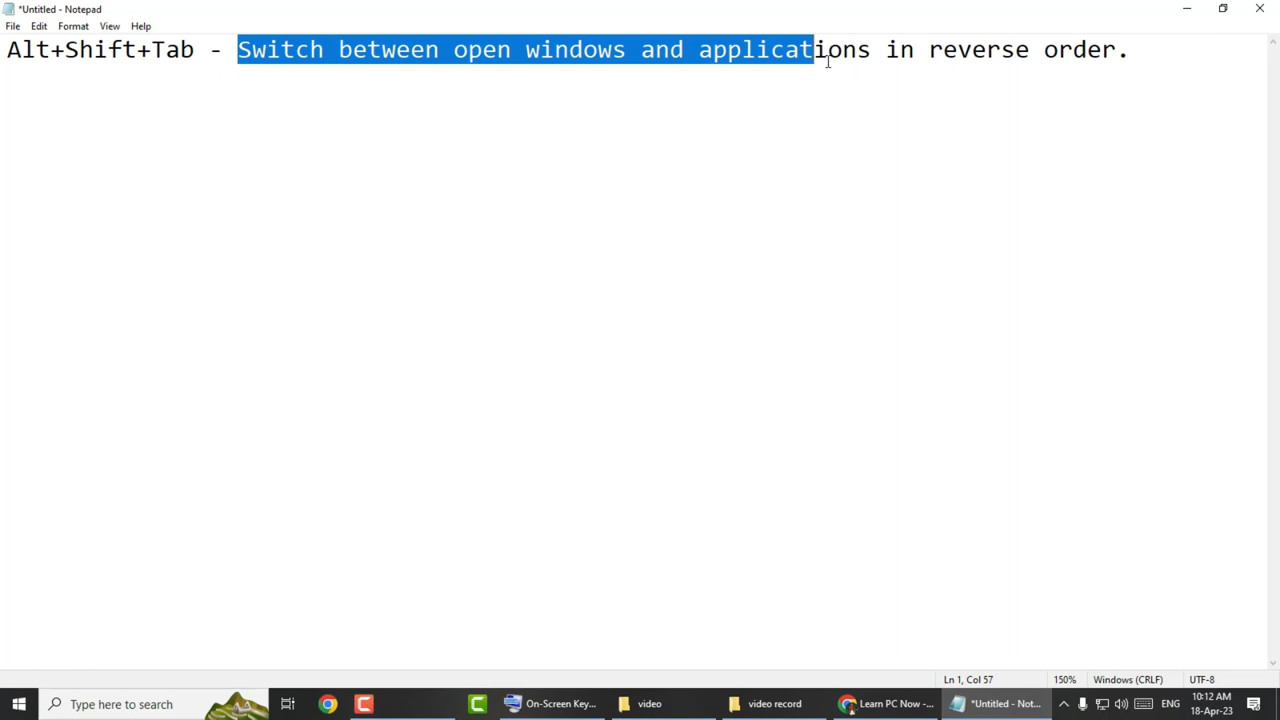 *Untitled - Notepad
File Edit Format View Help
Alt+Shift+Tab - Switch between open windows and applications in reverse order.
Ln 1, Col 57 150% Windows (CRLF) UTF-8
Type here to search On-Screen Key... video video record Learn PC Now -... *Untitled - Not... ENG 10:12 AM
18-Apr-23